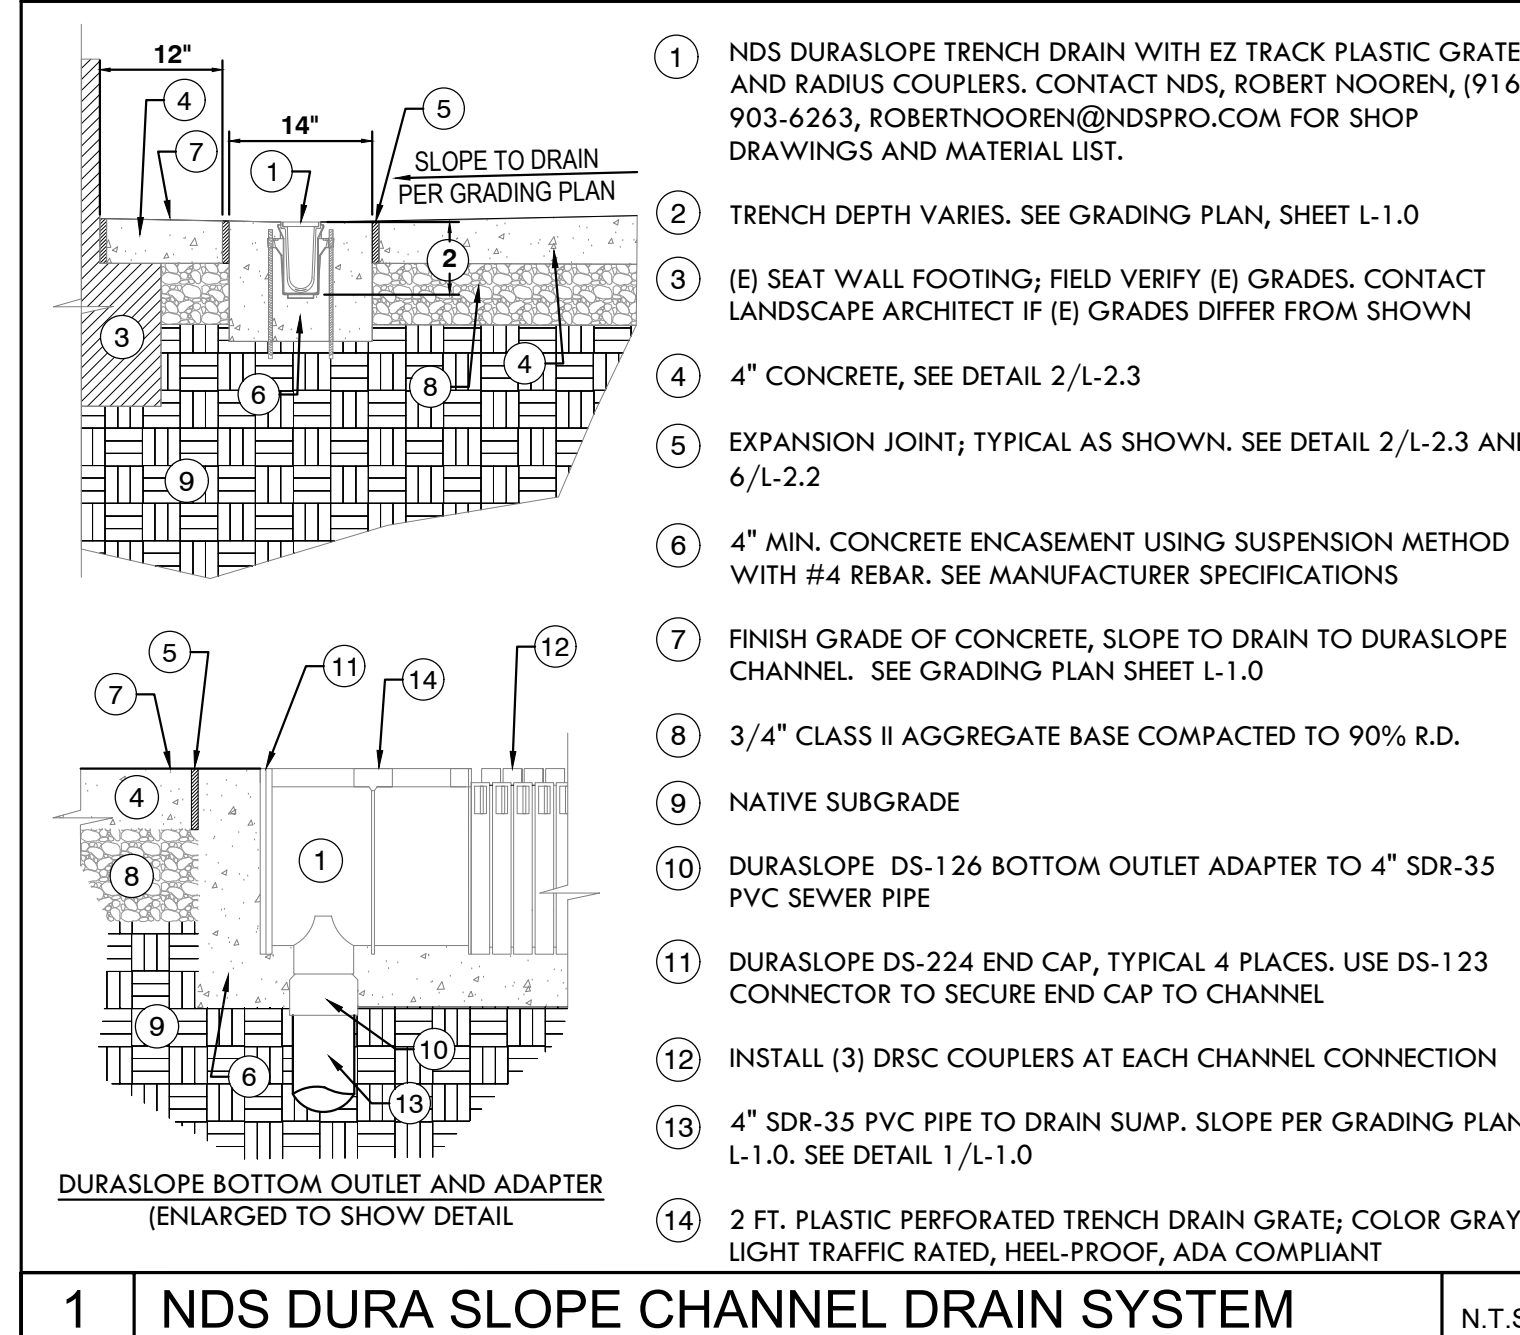 12"
4
5
14"
7
1
SLOPE TO DRAIN
PER GRADING PLAN
2
3
4
8
6
9
5
11
12
14
7
4
1
8
9
10
6
13
DURASLOPE BOTTOM OUTLET AND ADAPTER
(ENLARGED TO SHOW DETAIL
1 NDS DURASLOPE TRENCH DRAIN WITH EZ TRACK PLASTIC GRATE
AND RADIUS COUPLERS. CONTACT NDS, ROBERT NOOREN, (916
903-6263, ROBERTNOOREN@NDSPRO.COM FOR SHOP
DRAWINGS AND MATERIAL LIST.
2 TRENCH DEPTH VARIES. SEE GRADING PLAN, SHEET L-1.0
3 (E) SEAT WALL FOOTING; FIELD VERIFY (E) GRADES. CONTACT
LANDSCAPE ARCHITECT IF (E) GRADES DIFFER FROM SHOWN
4 4" CONCRETE, SEE DETAIL 2/L-2.3
5 EXPANSION JOINT; TYPICAL AS SHOWN. SEE DETAIL 2/L-2.3 AN
6/L-2.2
6 4" MIN. CONCRETE ENCASEMENT USING SUSPENSION METHOD
WITH #4 REBAR. SEE MANUFACTURER SPECIFICATIONS
7 FINISH GRADE OF CONCRETE, SLOPE TO DRAIN TO DURASLOPE
CHANNEL. SEE GRADING PLAN SHEET L-1.0
8 3/4" CLASS II AGGREGATE BASE COMPACTED TO 90% R.D.
9 NATIVE SUBGRADE
10 DURASLOPE DS-126 BOTTOM OUTLET ADAPTER TO 4" SDR-35
PVC SEWER PIPE
11 DURASLOPE DS-224 END CAP, TYPICAL 4 PLACES. USE DS-123
CONNECTOR TO SECURE END CAP TO CHANNEL
12 INSTALL (3) DRSC COUPLERS AT EACH CHANNEL CONNECTION
13 4" SDR-35 PVC PIPE TO DRAIN SUMP. SLOPE PER GRADING PLAN
L-1.0. SEE DETAIL 1/L-1.0
14 2 FT. PLASTIC PERFORATED TRENCH DRAIN GRATE; COLOR GRAY
LIGHT TRAFFIC RATED, HEEL-PROOF, ADA COMPLIANT
1 NDS DURA SLOPE CHANNEL DRAIN SYSTEM N.T.S